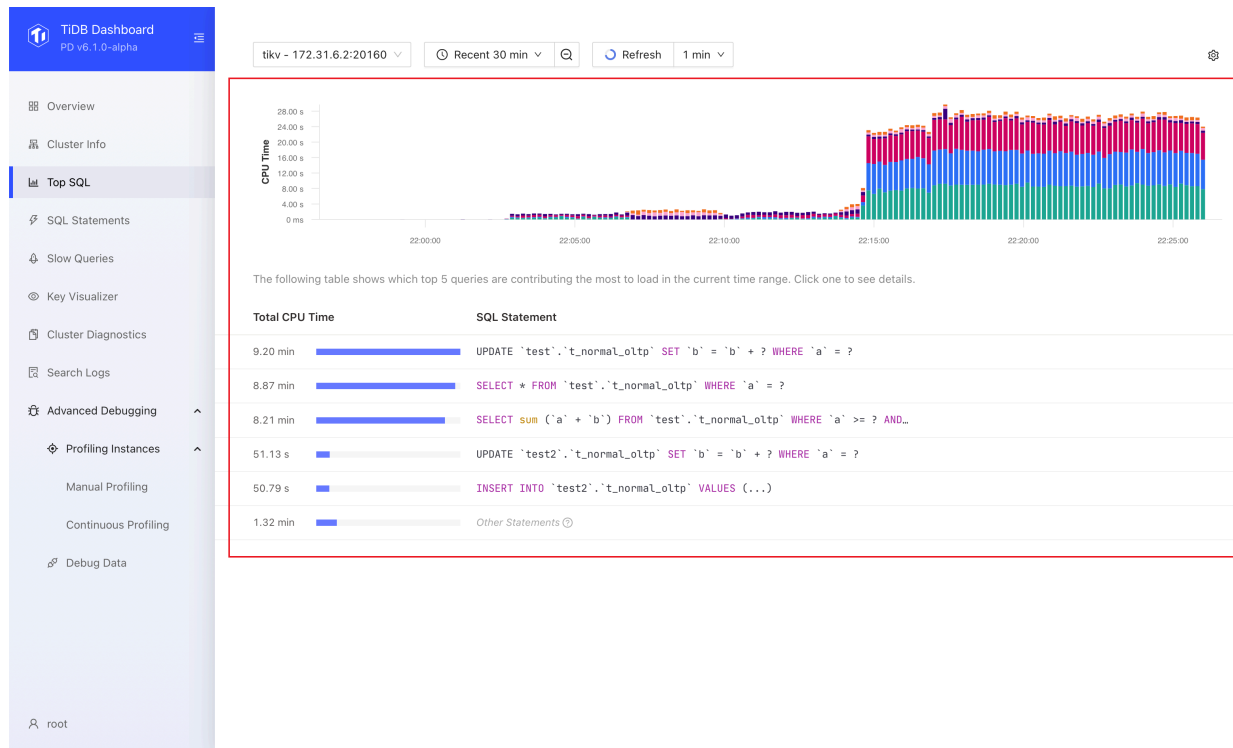 TiDB Dashboard
PD v6.1.0-alpha
Overview
Cluster Info
Top SQL
SQL Statements
Slow Queries
Key Visualizer
Cluster Diagnostics
Search Logs
Advanced Debugging
Profiling Instances
Manual Profiling
Continuous Profiling
Debug Data
root
tikv - 172.31.6.2:20160
Recent 30 min
Refresh
1 min
CPU Time
28.00 s
24.00 s
20.00 s
16.00 s
12.00 s
8.00 s
4.00 s
0 ms
22:00:00 22:05:00 22:10:00 22:15:00 22:20:00 22:25:00
The following table shows which top 5 queries are contributing the most to load in the current time range. Click one to see details.
Total CPU Time SQL Statement
9.20 min UPDATE `test`.`t_normal_oltp` SET `b` = `b` + ? WHERE `a` = ?
8.87 min SELECT * FROM `test`.`t_normal_oltp` WHERE `a` = ?
8.21 min SELECT sum (`a` + `b`) FROM `test`.`t_normal_oltp` WHERE `a` >= ? AND…
51.13 s UPDATE `test2`.`t_normal_oltp` SET `b` = `b` + ? WHERE `a` = ?
50.79 s INSERT INTO `test2`.`t_normal_oltp` VALUES (...)
1.32 min Other Statements